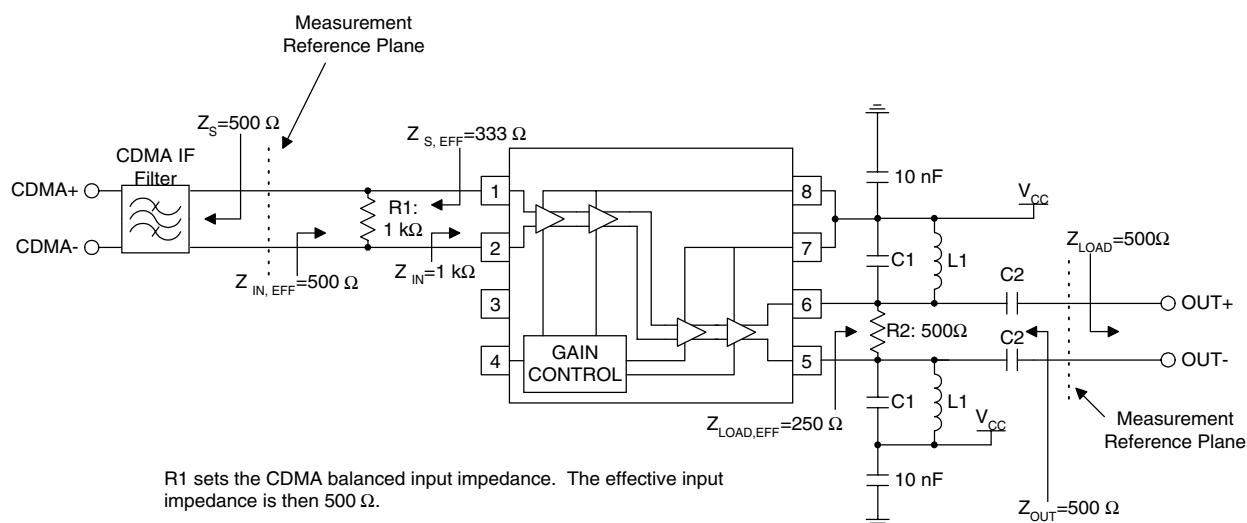 Measurement
Reference Plane
Z_S=500 Ω
CDMA IF
Filter
CDMA+
CDMA-
Z_IN, EFF=500 Ω
R1:
1 kΩ
Z_S, EFF=333 Ω
Z_IN=1 kΩ
1
2
3
4
GAIN
CONTROL
8
7
6
5
10 nF
V_CC
C1
L1
C2
Z_LOAD=500Ω
OUT+
R2: 500Ω
C2
OUT-
Z_LOAD,EFF=250 Ω
C1
L1
V_CC
Measurement
Reference Plane
10 nF
Z_OUT=500 Ω
R1 sets the CDMA balanced input impedance. The effective input
impedance is then 500 Ω.